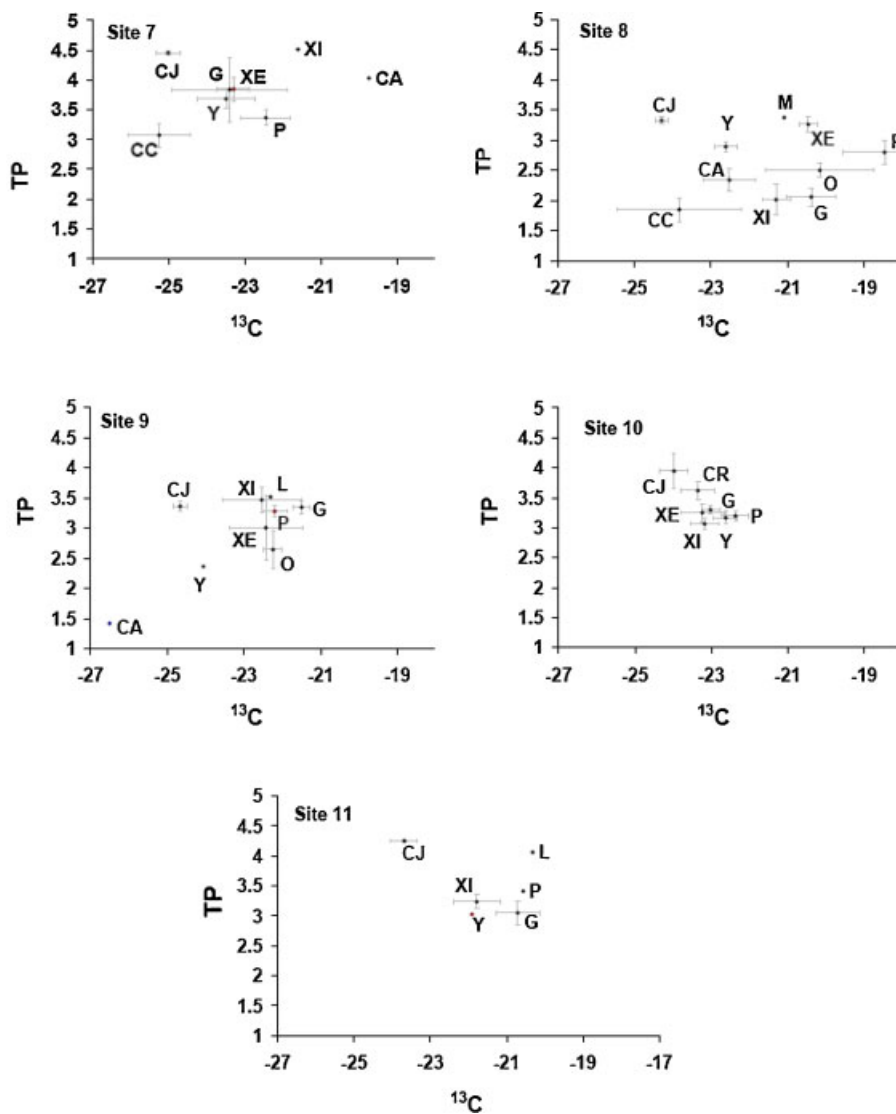 Site 7
5
4.5
4
3.5
3
2.5
2
1.5
1
TP
CJ
G
XE
XI
CA
Y
P
CC
-27 -25 -23 -21 -19
13C
Site 8
5
4.5
4
3.5
3
2.5
2
1.5
1
TP
CJ
M
Y
XE
CA
O
CC
XI
G
-27 -25 -23 -21 -19
13C
Site 9
5
4.5
4
3.5
3
2.5
2
1.5
1
TP
CJ
XI
L
G
P
XE
O
Y
CA
-27 -25 -23 -21 -19
13C
Site 10
5
4.5
4
3.5
3
2.5
2
1.5
1
TP
CJ
CR
G
XE
P
XI
Y
-27 -25 -23 -21 -19
13C
Site 11
5
4.5
4
3.5
3
2.5
2
1.5
1
TP
CJ
L
XI
P
Y
G
-27 -25 -23 -21 -19 -17
13C